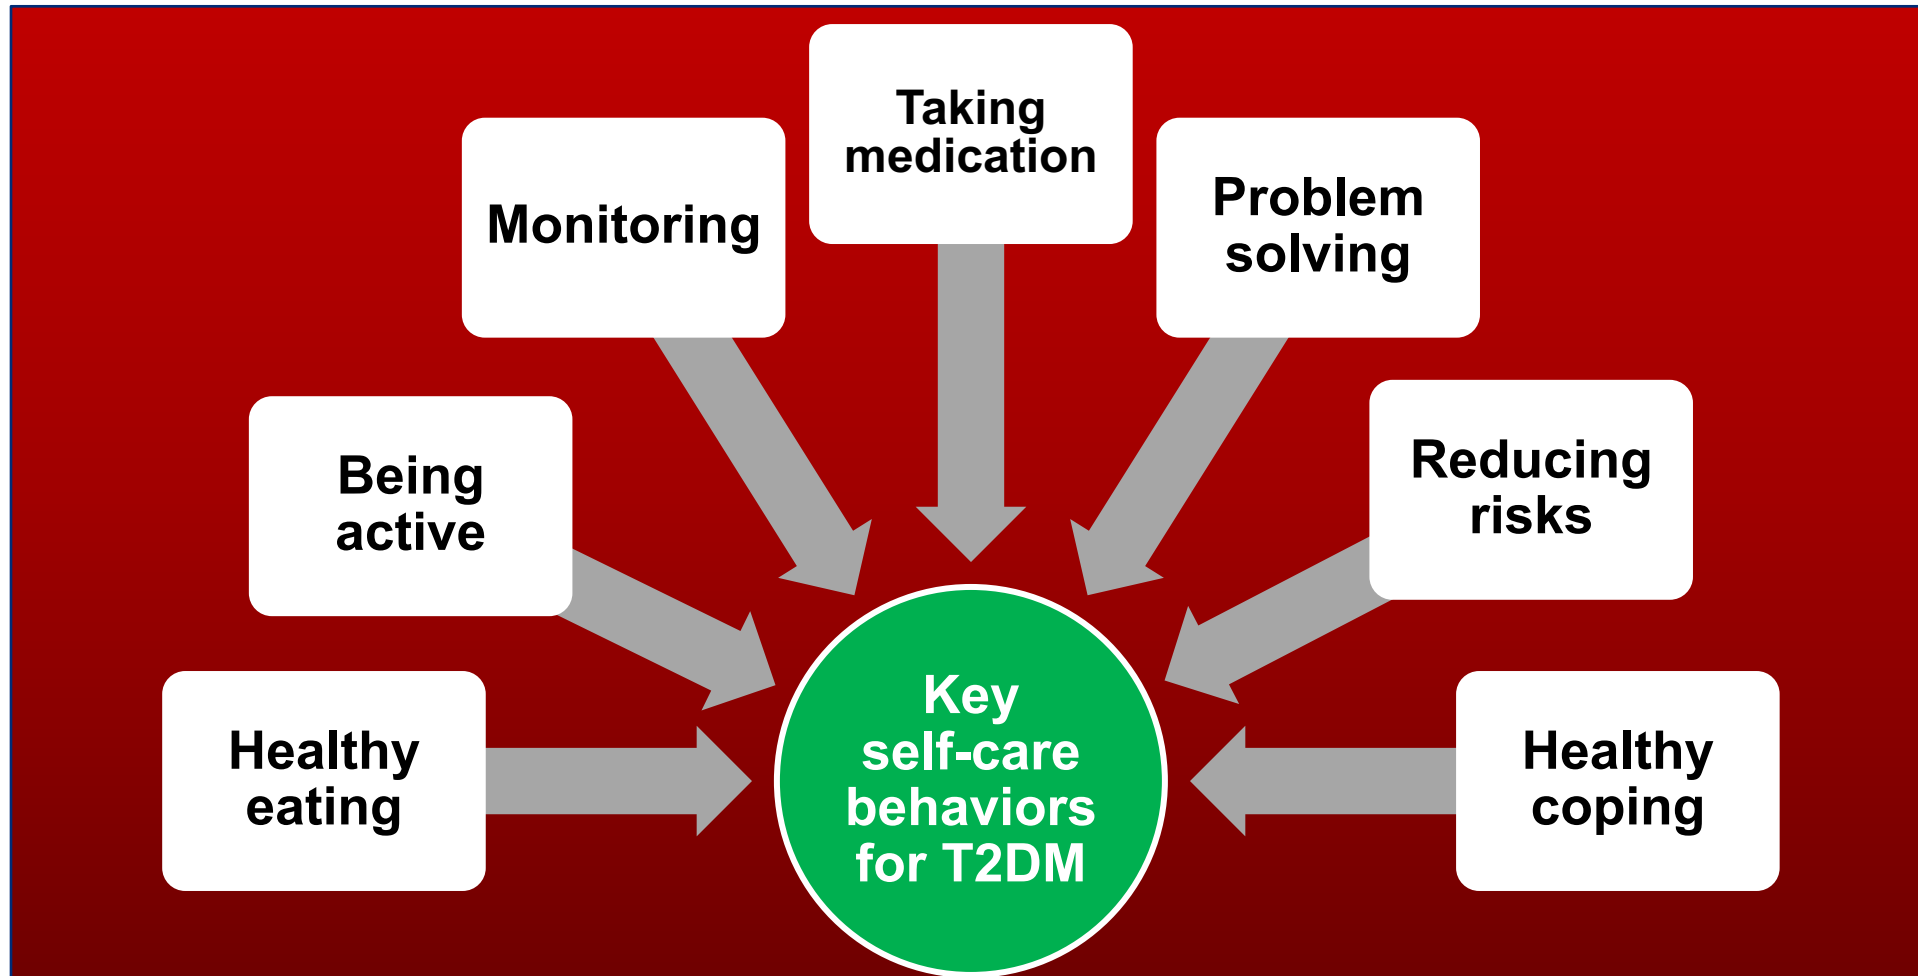 Taking
medication
Monitoring
Problem
solving
Being
active
Reducing
risks
Healthy
eating
Key
self-care
behaviors
for T2DM
Healthy
coping